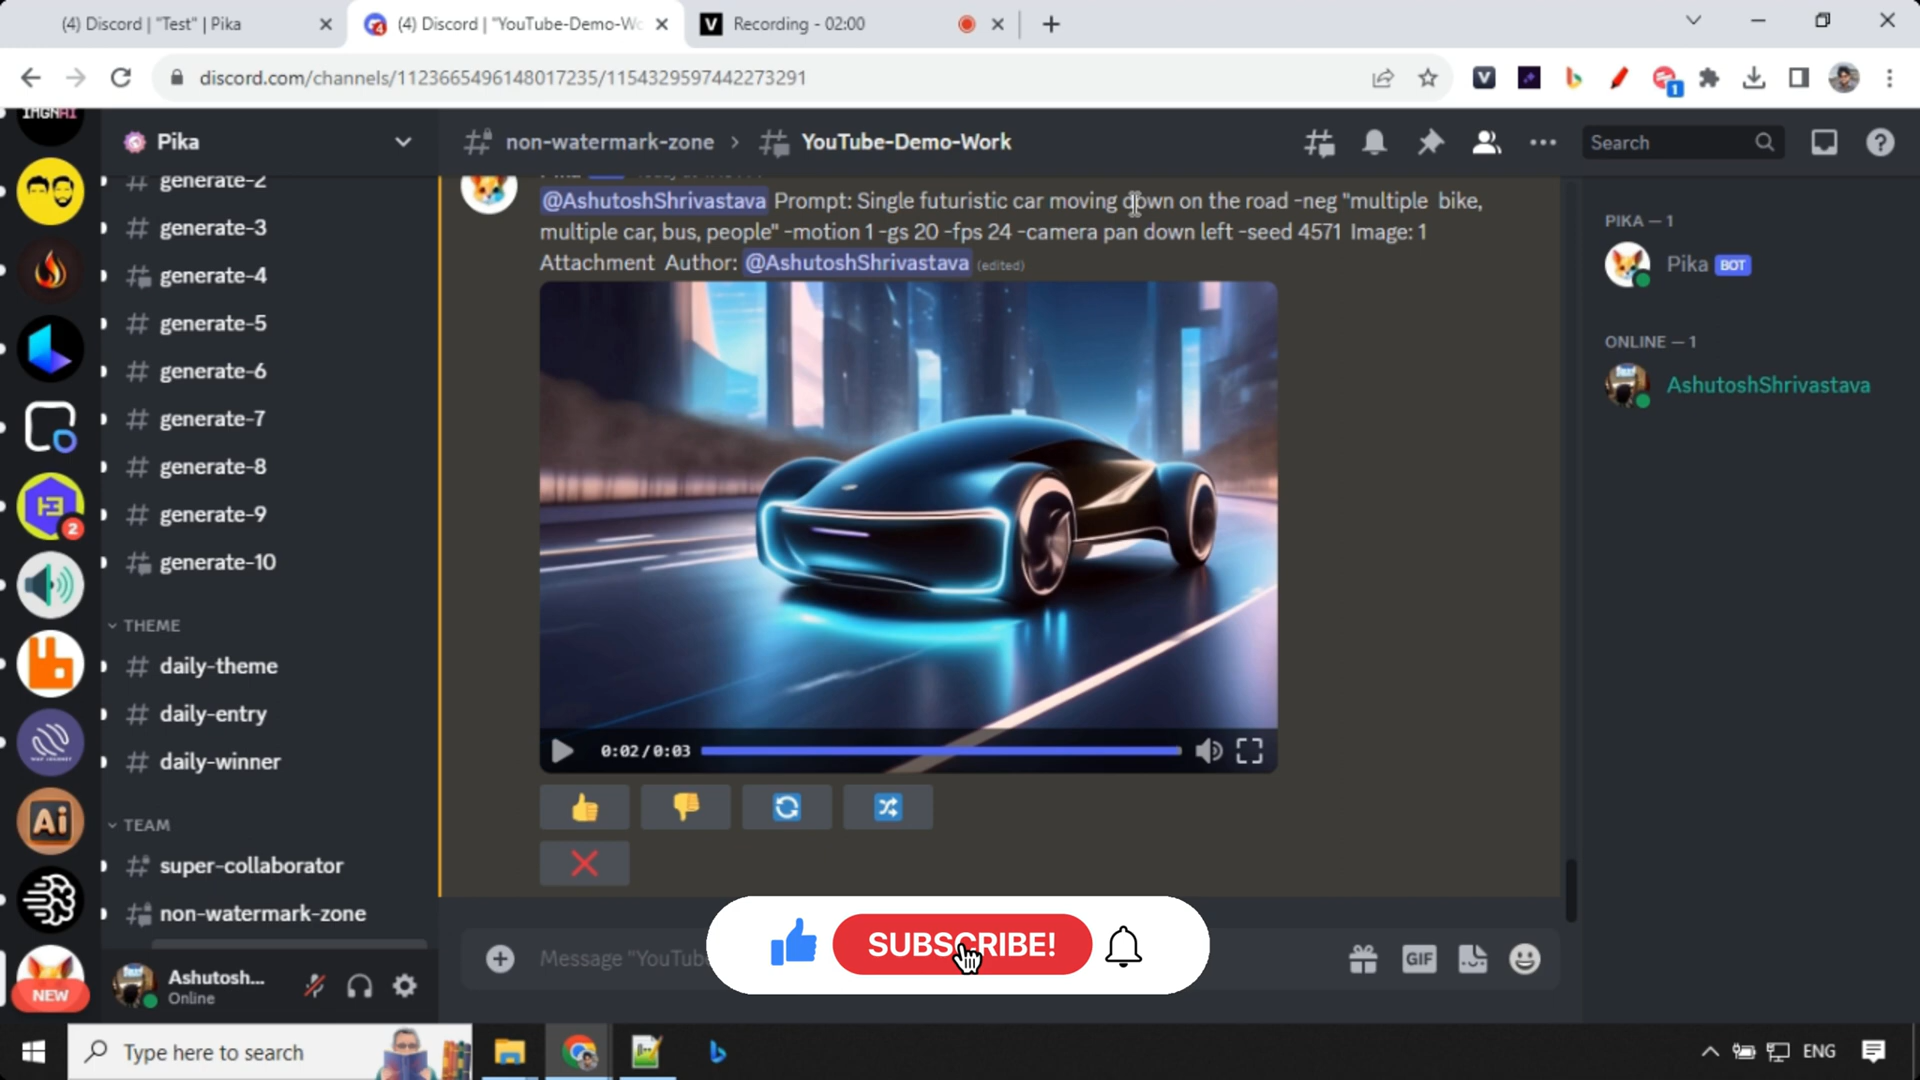 (4) Discord | "Test" | Pika
(4) Discord | "YouTube-Demo-Wo
Recording - 02:00
discord.com/channels/1123665496148017235/1154329597442273291
IMGNAI
Pika
non-watermark-zone > YouTube-Demo-Work
Search
generate-2
generate-3
generate-4
generate-5
generate-6
generate-7
generate-8
generate-9
generate-10
THEME
daily-theme
daily-entry
daily-winner
TEAM
super-collaborator
non-watermark-zone
@AshutoshShrivastava Prompt: Single futuristic car moving down on the road -neg "multiple bike,
multiple car, bus, people" -motion 1 -gs 20 -fps 24 -camera pan down left -seed 4571 Image: 1
Attachment Author: @AshutoshShrivastava (edited)
0:02/0:03
PIKA — 1
Pika BOT
ONLINE — 1
AshutoshShrivastava
2
Ai
NEW
Ashutosh...
Online
Message "YouTub
SUBSCRIBE!
GIF
Type here to search
ENG